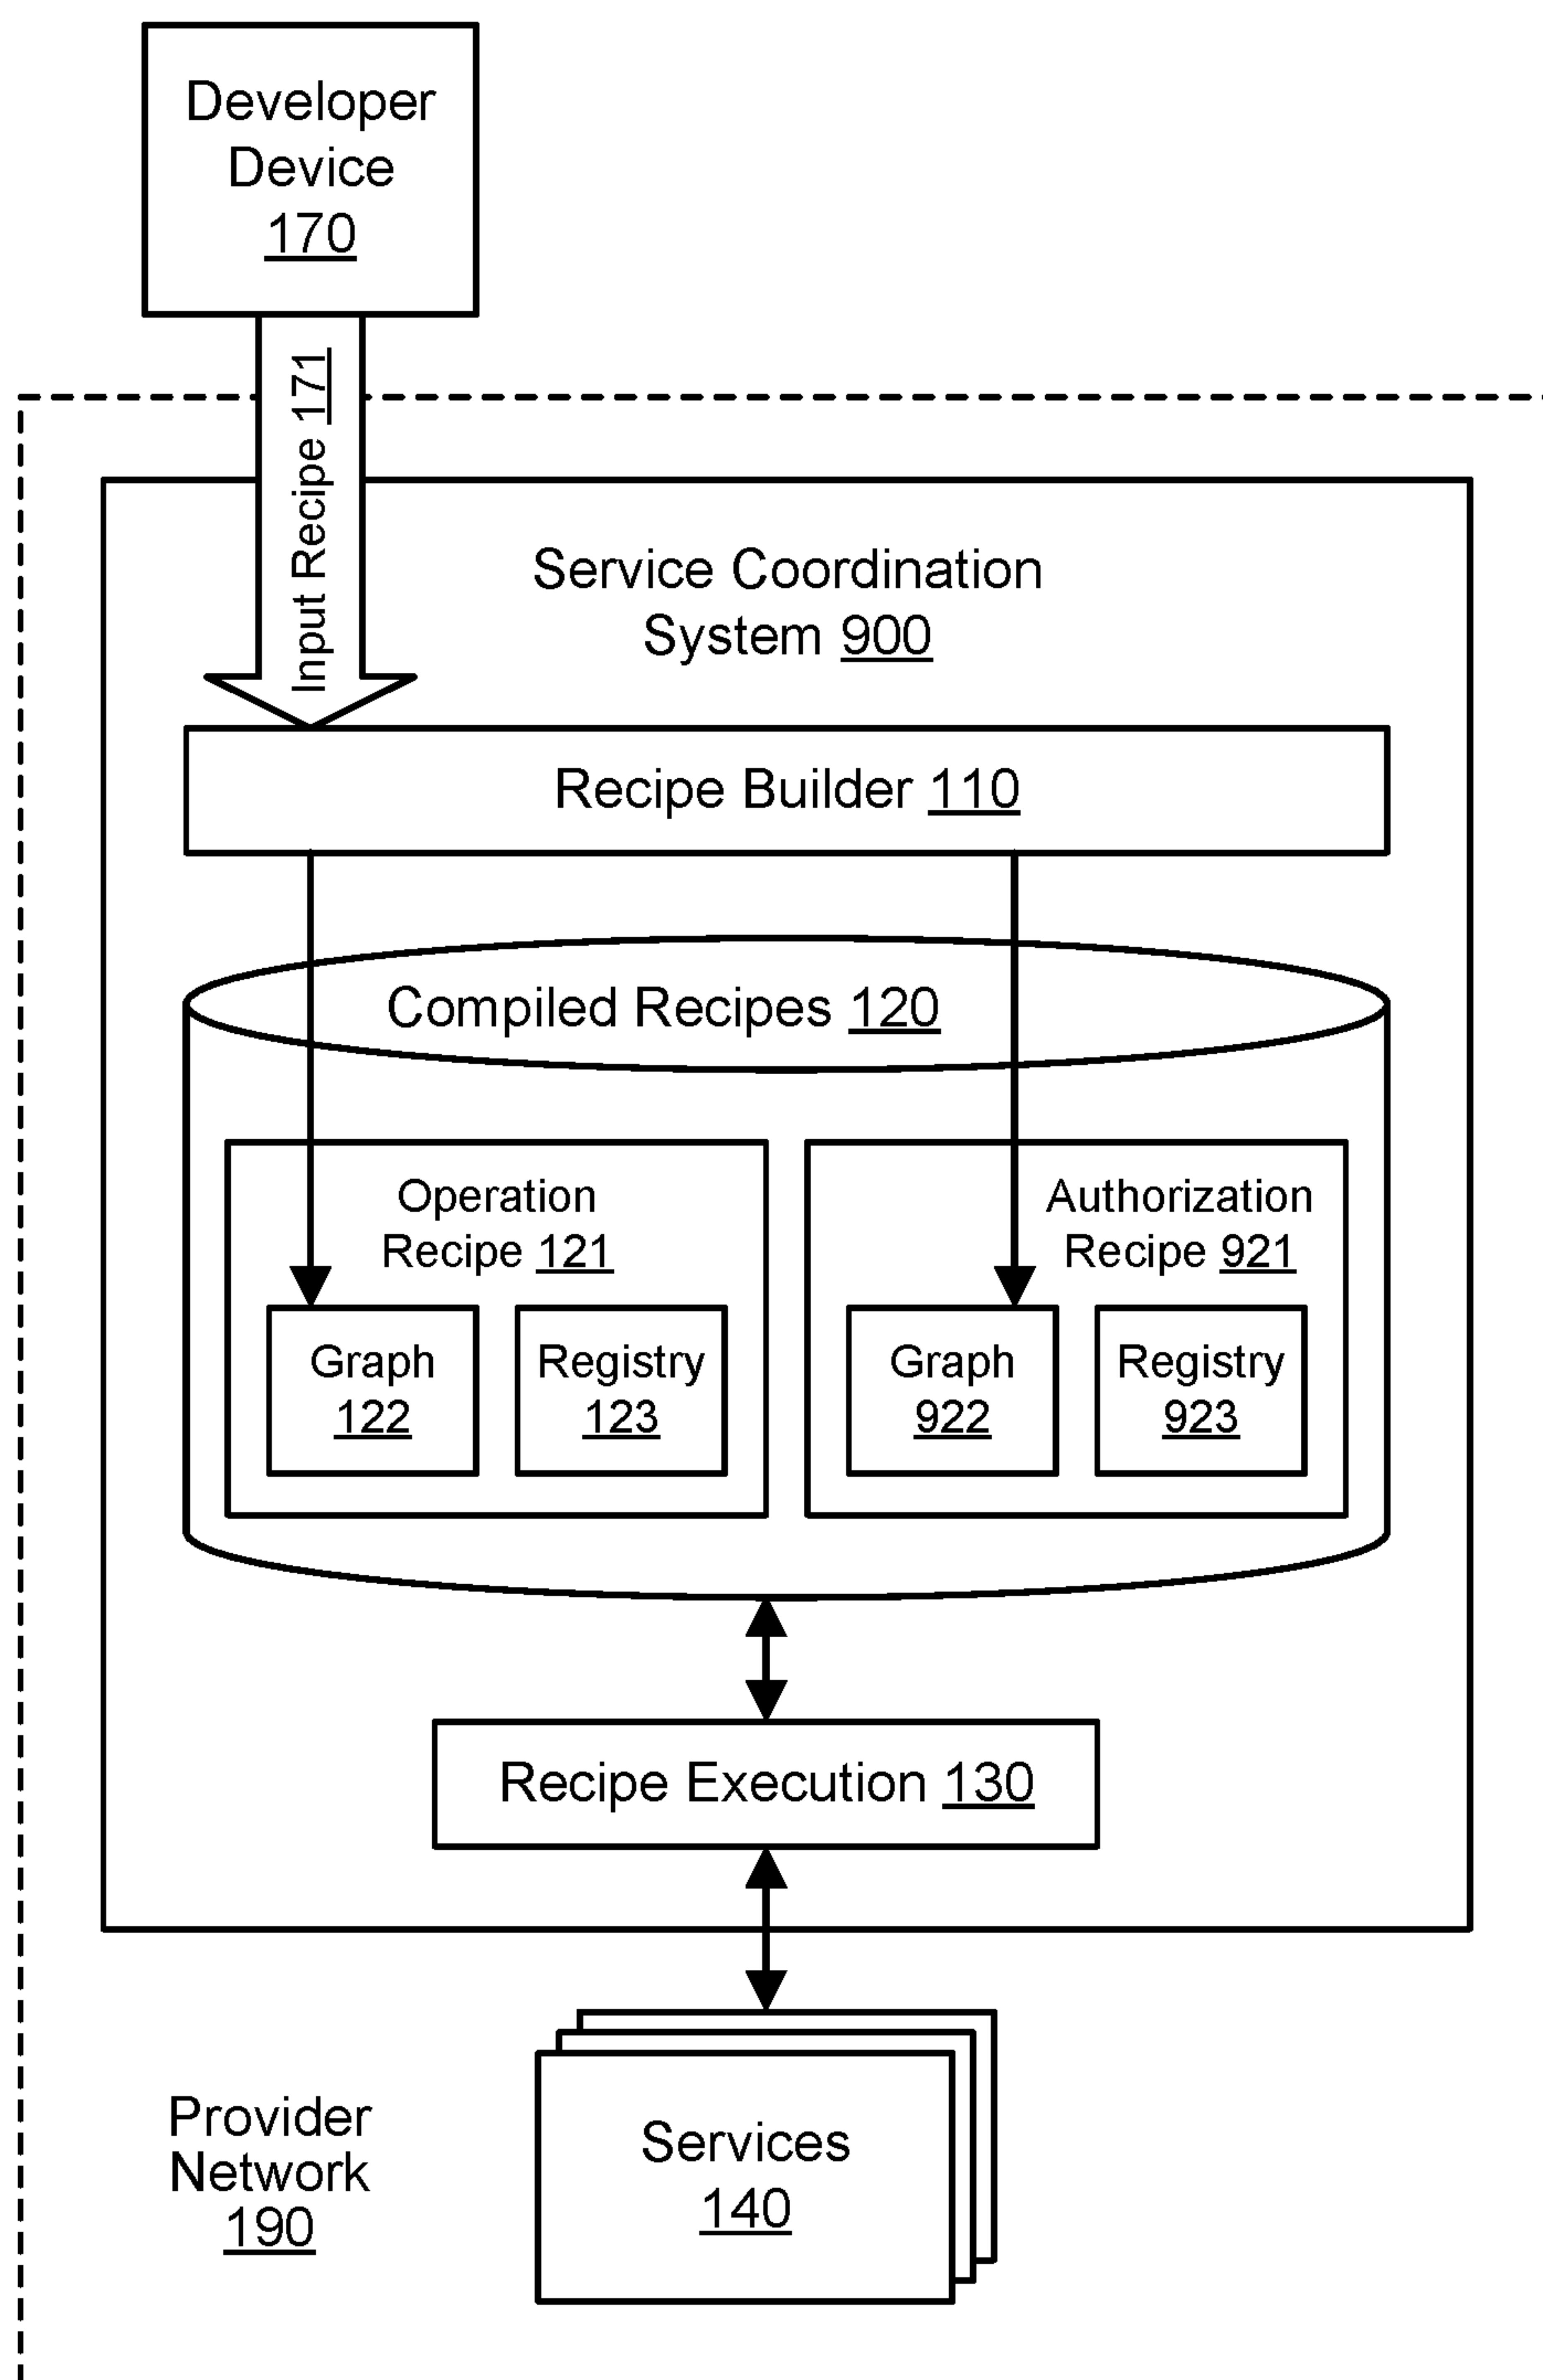 Developer
Device
170
Input Recipe 171
Service Coordination
System 900
Recipe Builder 110
Compiled Recipes 120
Operation
Recipe 121
Authorization
Recipe 921
Graph
122
Registry
123
Graph
922
Registry
923
Recipe Execution 130
Services
140
Provider
Network
190